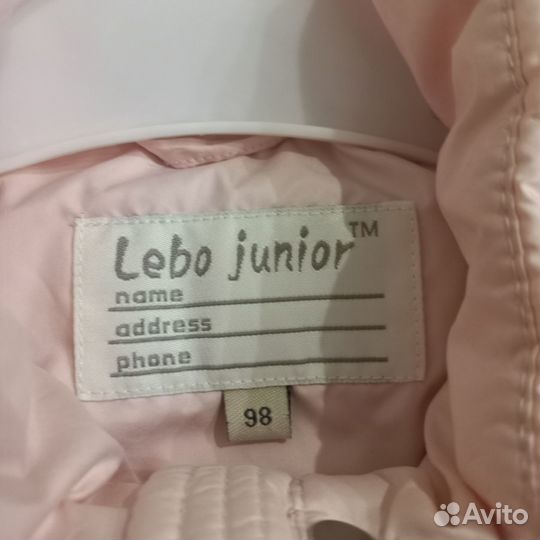 Lebo junior™
name
address
phone
98
Avito